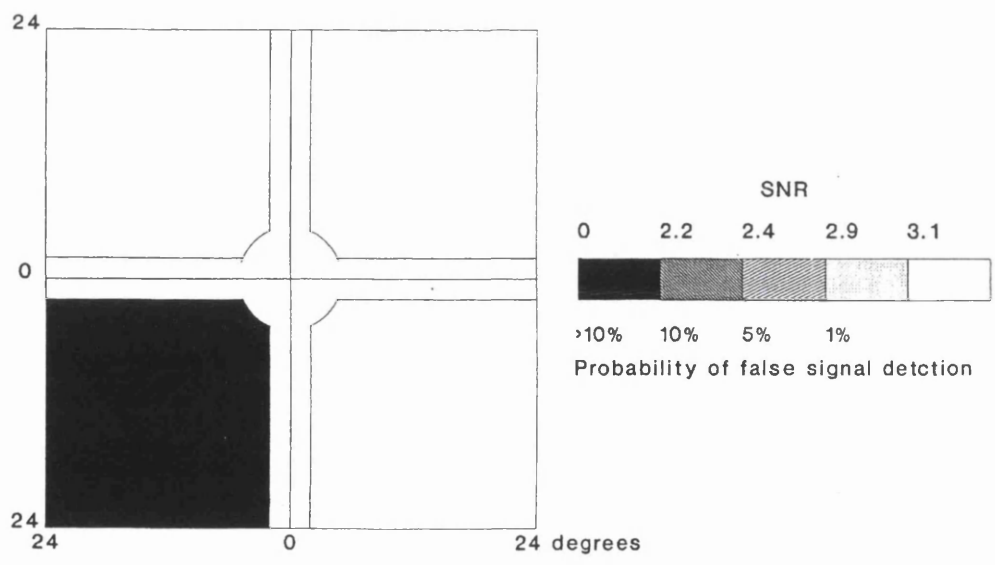 24
0
24
24 0 24 degrees
SNR
0 2.2 2.4 2.9 3.1
>10% 10% 5% 1%
Probability of false signal detction